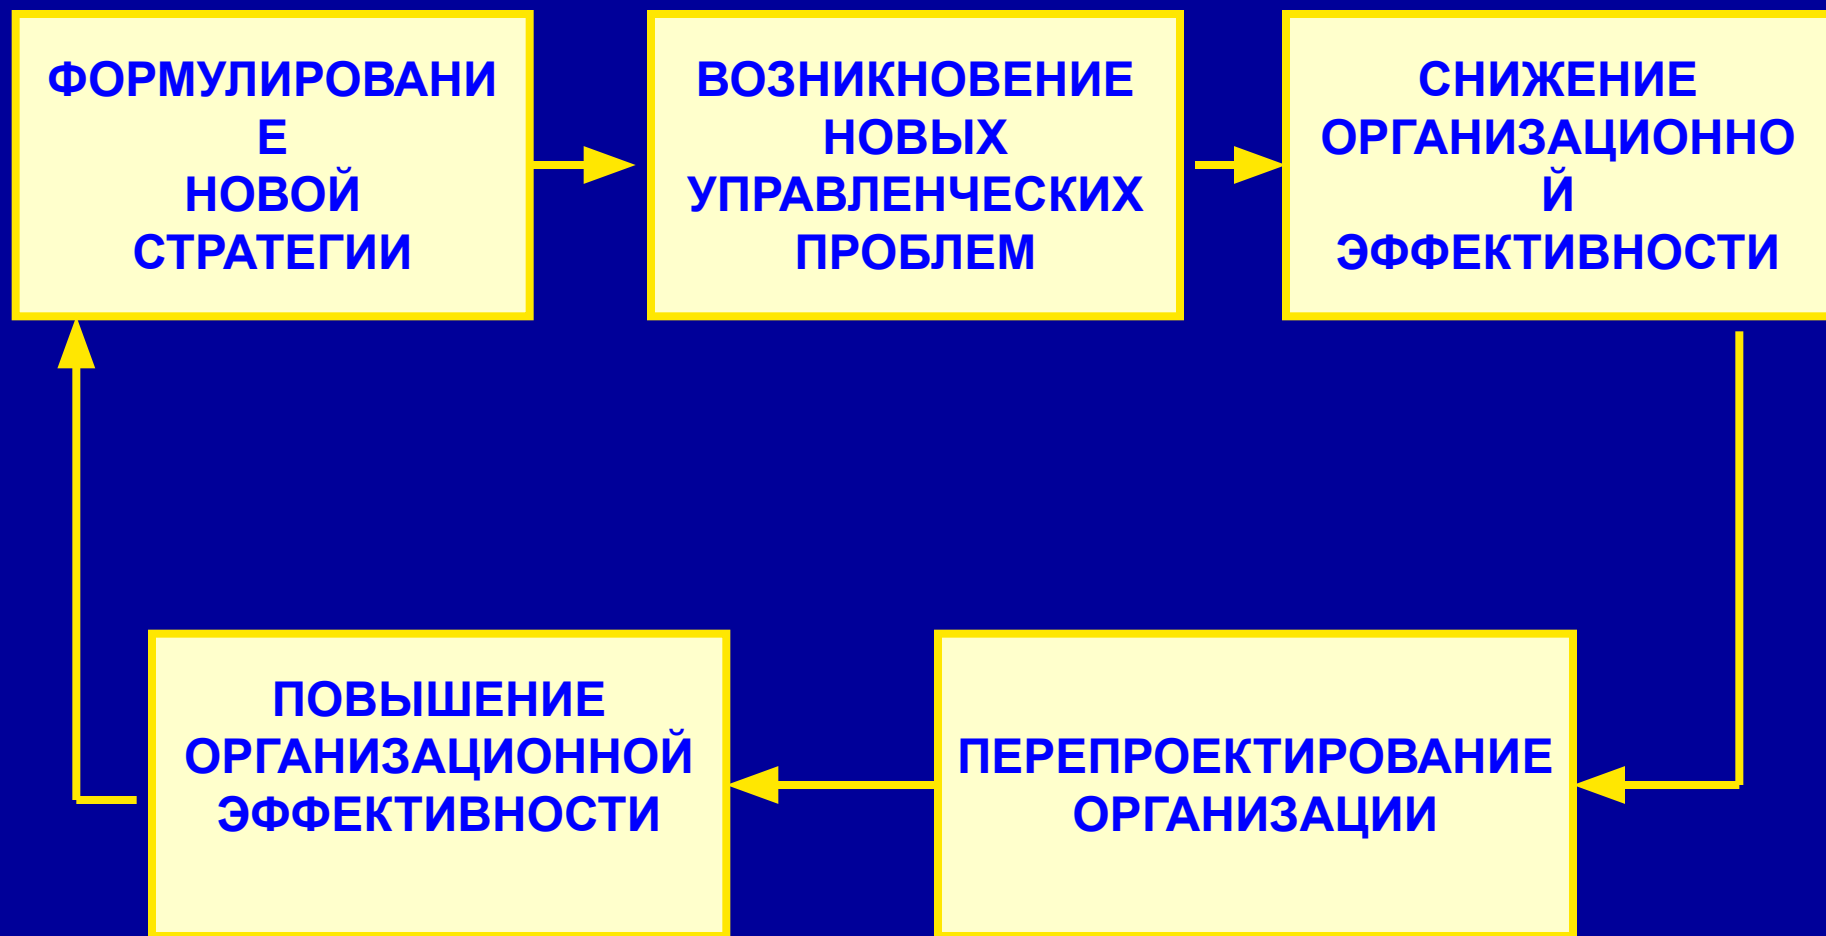 ФОРМУЛИРОВАНИ
Е
НОВОЙ
СТРАТЕГИИ
ВОЗНИКНОВЕНИЕ
НОВЫХ
УПРАВЛЕНЧЕСКИХ
ПРОБЛЕМ
СНИЖЕНИЕ
ОРГАНИЗАЦИОННО
Й
ЭФФЕКТИВНОСТИ
ПОВЫШЕНИЕ
ОРГАНИЗАЦИОННОЙ
ЭФФЕКТИВНОСТИ
ПЕРЕПРОЕКТИРОВАНИЕ
ОРГАНИЗАЦИИ